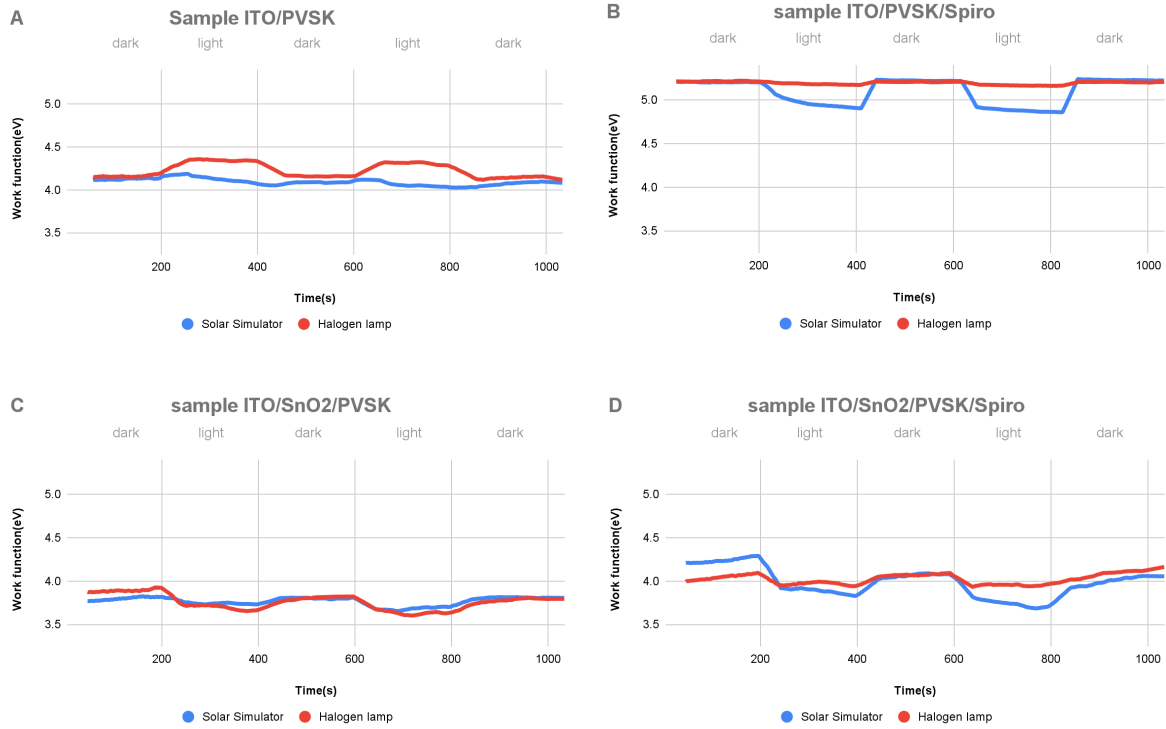 A
Sample ITO/PVSK
dark light dark light dark
Work function(eV)
5.0
4.5
4.0
3.5
200 400 600 800 1000
Time(s)
Solar Simulator Halogen lamp
B
sample ITO/PVSK/Spiro
dark light dark light dark
Work function(eV)
5.0
4.5
4.0
3.5
200 400 600 800 1000
Time(s)
Solar Simulator Halogen lamp
C
sample ITO/SnO2/PVSK
dark light dark light dark
Work function(eV)
5.0
4.5
4.0
3.5
200 400 600 800 1000
Time(s)
Solar Simulator Halogen lamp
D
sample ITO/SnO2/PVSK/Spiro
dark light dark light dark
Work function(eV)
5.0
4.5
4.0
3.5
200 400 600 800 1000
Time(s)
Solar Simulator Halogen lamp